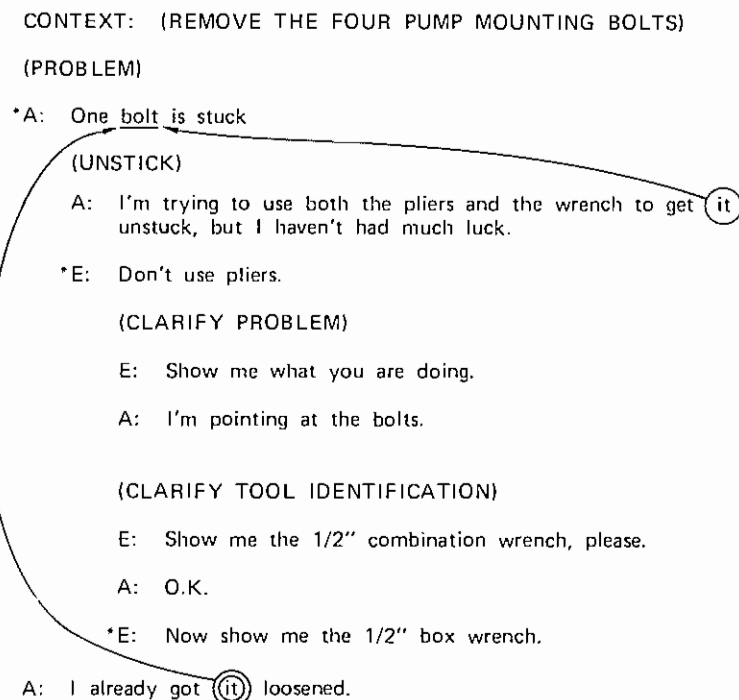 CONTEXT: (REMOVE THE FOUR PUMP MOUNTING BOLTS)
(PROBLEM)
*A: One bolt is stuck
(UNSTICK)
A: I'm trying to use both the pliers and the wrench to get it
unstuck, but I haven't had much luck.
*E: Don't use pliers.
(CLARIFY PROBLEM)
E: Show me what you are doing.
A: I'm pointing at the bolts.
(CLARIFY TOOL IDENTIFICATION)
E: Show me the 1/2" combination wrench, please.
A: O.K.
*E: Now show me the 1/2" box wrench.
A: I already got it loosened.